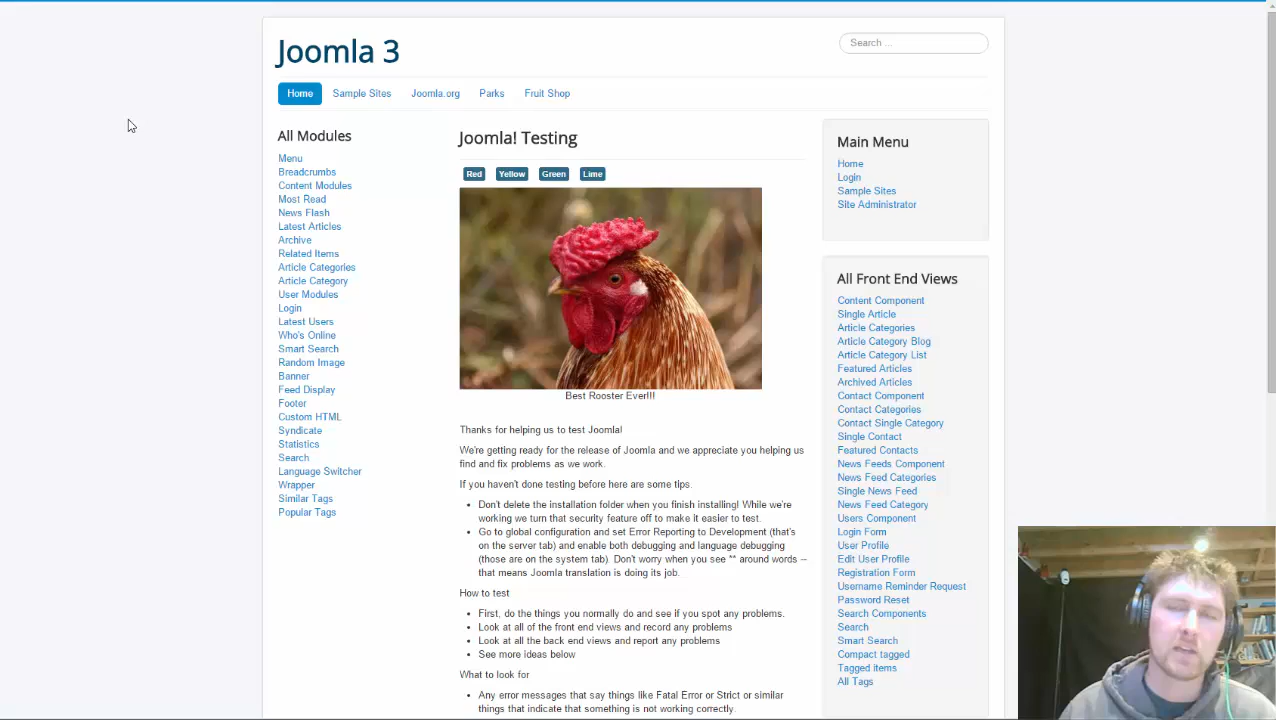 Joomla 3
Search ...
Home
Sample Sites
Joomla.org
Parks
Fruit Shop
All Modules
Menu
Breadcrumbs
Content Modules
Most Read
News Flash
Latest Articles
Archive
Related Items
Article Categories
Article Category
User Modules
Login
Latest Users
Who's Online
Smart Search
Random Image
Banner
Feed Display
Footer
Custom HTML
Syndicate
Statistics
Search
Language Switcher
Wrapper
Similar Tags
Popular Tags
Joomla! Testing
Red
Yellow
Green
Lime
Best Rooster Ever!!!
Thanks for helping us to test Joomla!
We're getting ready for the release of Joomla and we appreciate you helping us
find and fix problems as we work.
If you haven't done testing before here are some tips.
Don't delete the installation folder when you finish installing! While we're
working we turn that security feature off to make it easier to test.
Go to global configuration and set Error Reporting to Development (that's
on the server tab) and enable both debugging and language debugging
(those are on the system tab). Don't worry when you see ** around words --
that means Joomla translation is doing its job.
How to test
First, do the things you normally do and see if you spot any problems.
Look at all of the front end views and record any problems
Look at all the back end views and report any problems
See more ideas below
What to look for
Any error messages that say things like Fatal Error or Strict or similar
things that indicate that something is not working correctly.
Main Menu
Home
Login
Sample Sites
Site Administrator
All Front End Views
Content Component
Single Article
Article Categories
Article Category Blog
Article Category List
Featured Articles
Archived Articles
Contact Component
Contact Categories
Contact Single Category
Single Contact
Featured Contacts
News Feeds Component
News Feed Categories
Single News Feed
News Feed Category
Users Component
Login Form
User Profile
Edit User Profile
Registration Form
Username Reminder Request
Password Reset
Search Components
Search
Smart Search
Compact tagged
Tagged items
All Tags